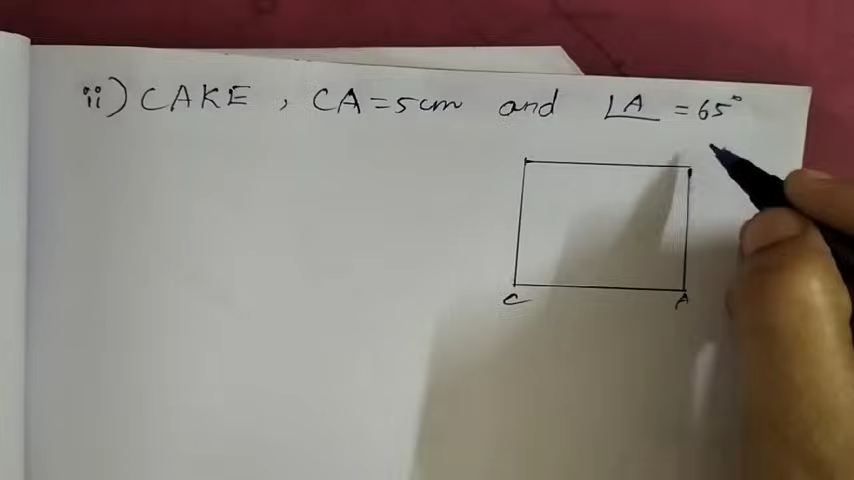 ii) CAKE , CA = 5cm and ∠A = 65°
C A